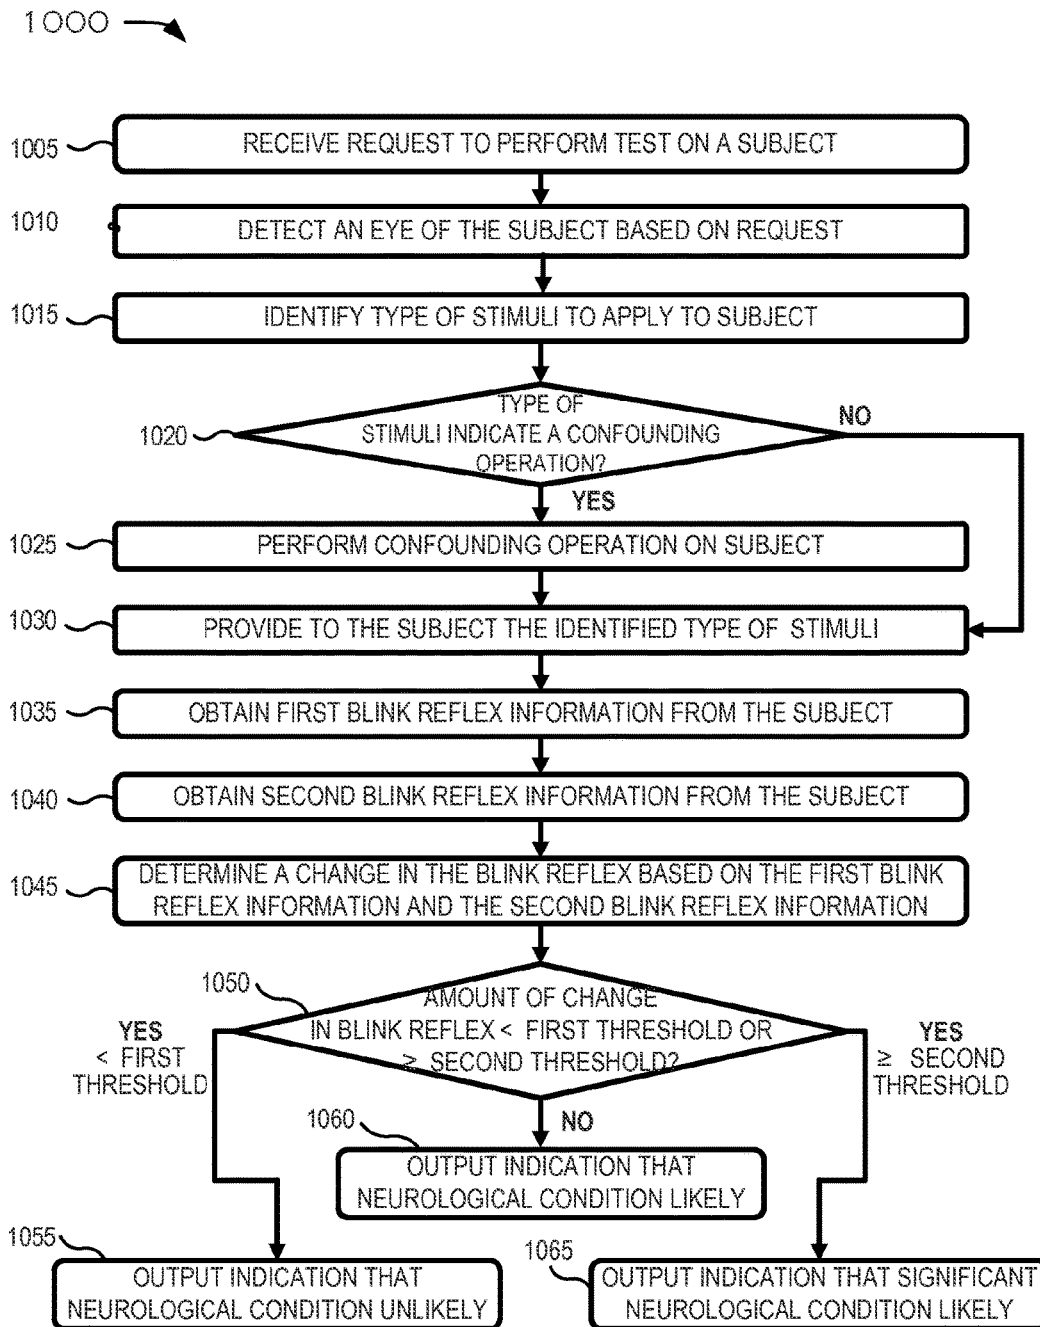 1000
1005
RECEIVE REQUEST TO PERFORM TEST ON A SUBJECT
1010
DETECT AN EYE OF THE SUBJECT BASED ON REQUEST
1015
IDENTIFY TYPE OF STIMULI TO APPLY TO SUBJECT
1020
TYPE OF
STIMULI INDICATE A CONFOUNDING
OPERATION?
NO
YES
1025
PERFORM CONFOUNDING OPERATION ON SUBJECT
1030
PROVIDE TO THE SUBJECT THE IDENTIFIED TYPE OF STIMULI
1035
OBTAIN FIRST BLINK REFLEX INFORMATION FROM THE SUBJECT
1040
OBTAIN SECOND BLINK REFLEX INFORMATION FROM THE SUBJECT
1045
DETERMINE A CHANGE IN THE BLINK REFLEX BASED ON THE FIRST BLINK
REFLEX INFORMATION AND THE SECOND BLINK REFLEX INFORMATION
1050
AMOUNT OF CHANGE
IN BLINK REFLEX < FIRST THRESHOLD OR
≥ SECOND THRESHOLD?
YES
< FIRST
THRESHOLD
YES
≥ SECOND
THRESHOLD
NO
1060
OUTPUT INDICATION THAT
NEUROLOGICAL CONDITION LIKELY
1055
OUTPUT INDICATION THAT
NEUROLOGICAL CONDITION UNLIKELY
1065
OUTPUT INDICATION THAT SIGNIFICANT
NEUROLOGICAL CONDITION LIKELY